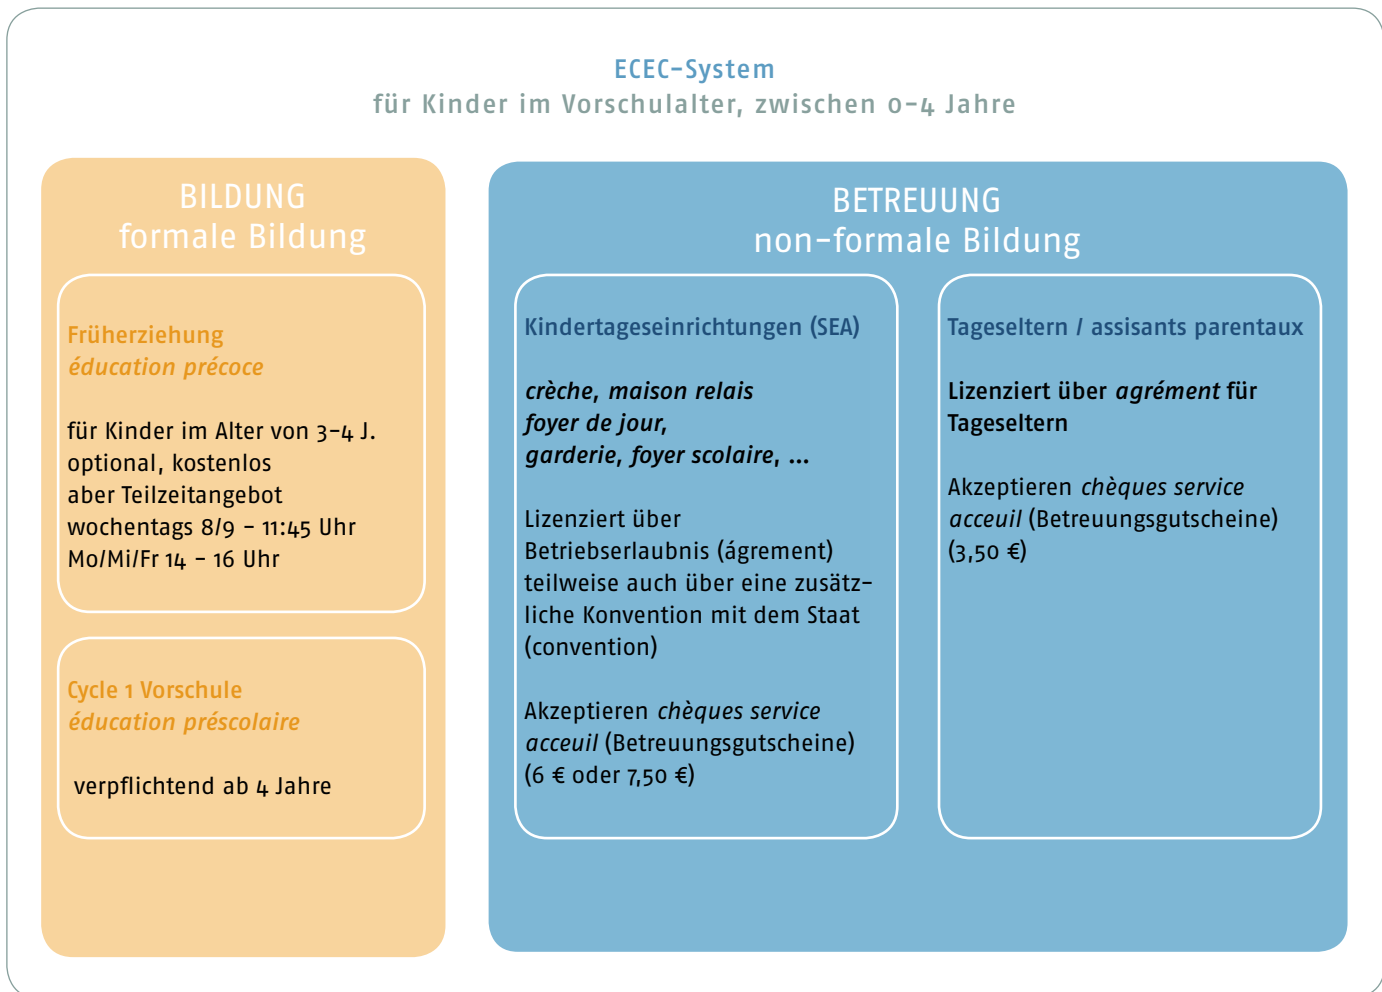 ECEC-System
für Kinder im Vorschulalter, zwischen 0-4 Jahre
BILDUNG
formale Bildung
Früherziehung
éducation précoce
für Kinder im Alter von 3-4 J.
optional, kostenlos
aber Teilzeitangebot
wochentags 8/9 - 11:45 Uhr
Mo/Mi/Fr 14 - 16 Uhr
Cycle 1 Vorschule
éducation préscolaire
verpflichtend ab 4 Jahre
BETREUUNG
non-formale Bildung
Kindertageseinrichtungen (SEA)
crèche, maison relais
foyer de jour,
garderie, foyer scolaire, ...
Lizenziert über
Betriebserlaubnis (ágrement)
teilweise auch über eine zusätz-
liche Konvention mit dem Staat
(convention)
Akzeptieren chèques service
acceuil (Betreuungsgutscheine)
(6 € oder 7,50 €)
Tageseltern / assisants parentaux
Lizenziert über agrément für
Tageseltern
Akzeptieren chèques service
acceuil (Betreuungsgutscheine)
(3,50 €)